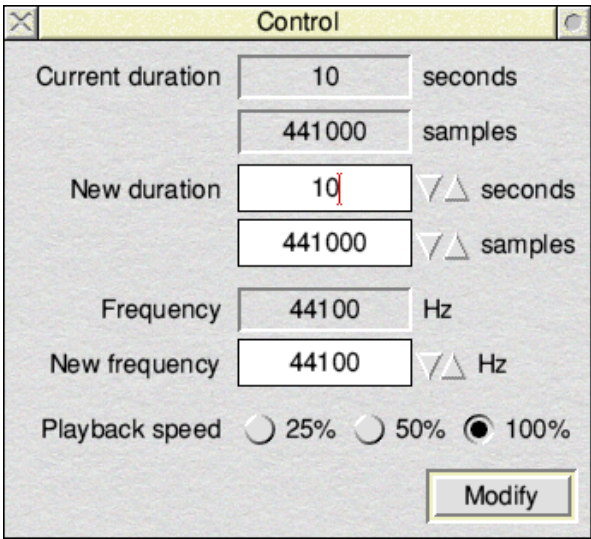 Control
Current duration 10 seconds
441000 samples
New duration 10 seconds
441000 samples
Frequency 44100 Hz
New frequency 44100 Hz
Playback speed 25% 50% 100%
Modify